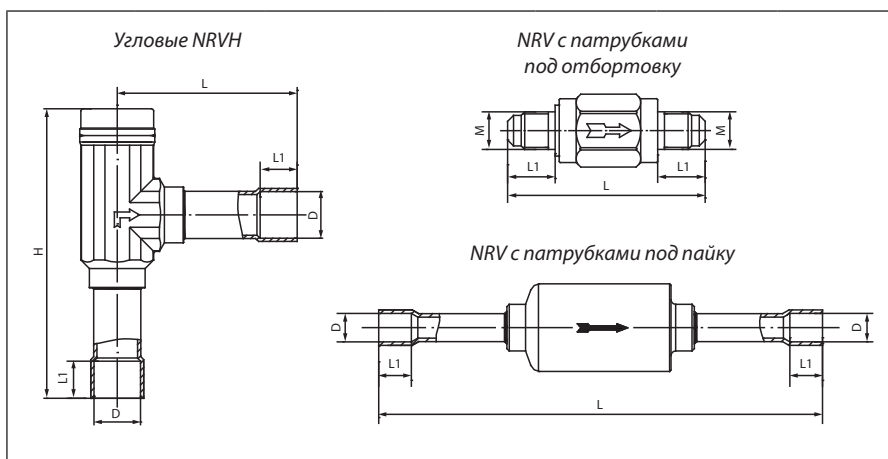 Угловые NRVH
L
L1
D
H
L1
D
NRV с патрубками
под отбортовку
M
M
L1
L1
L
NRV с патрубками под пайку
D
D
L1
L1
L